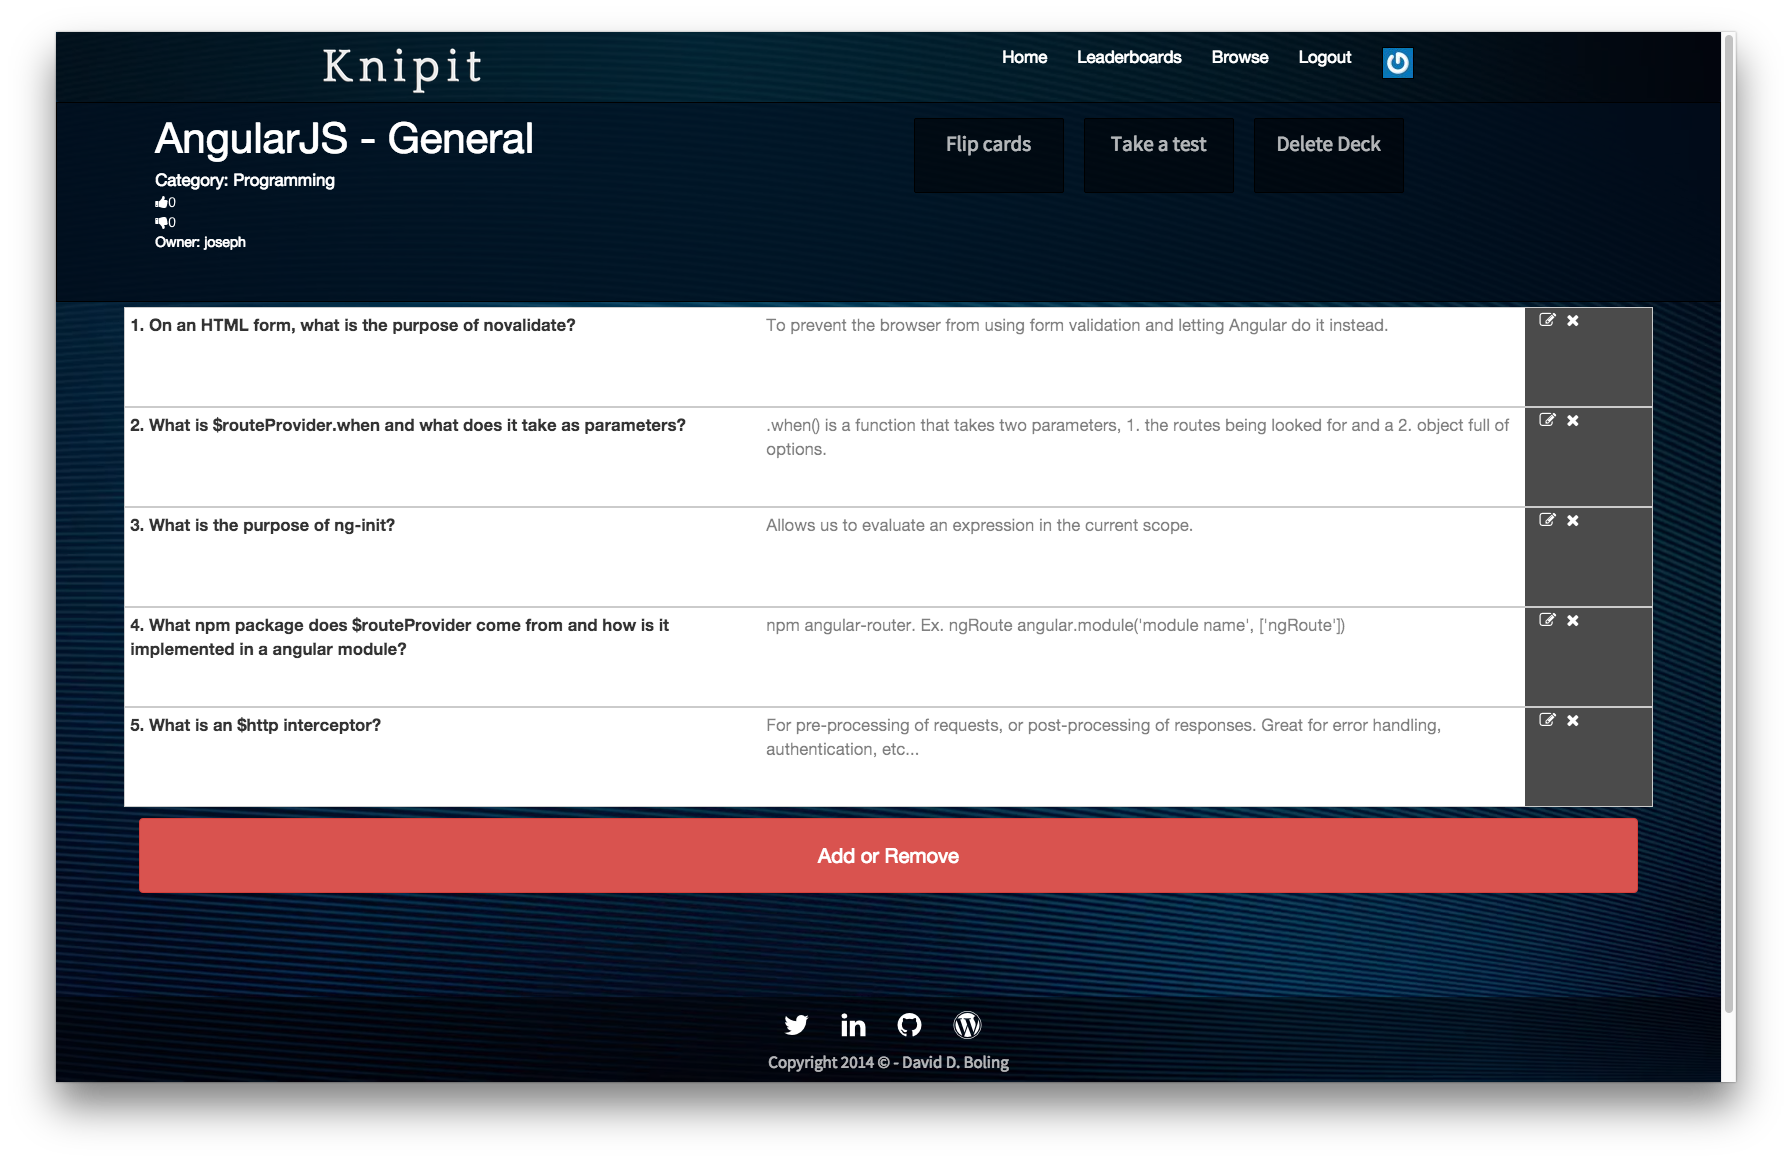 Knipit
Home Leaderboards Browse Logout
AngularJS - General
Flip cards Take a test Delete Deck
Category: Programming
0
0
Owner: joseph
1. On an HTML form, what is the purpose of novalidate?
To prevent the browser from using form validation and letting Angular do it instead.
2. What is $routeProvider.when and what does it take as parameters?
.when() is a function that takes two parameters, 1. the routes being looked for and a 2. object full of
options.
3. What is the purpose of ng-init?
Allows us to evaluate an expression in the current scope.
4. What npm package does $routeProvider come from and how is it
implemented in a angular module?
npm angular-router. Ex. ngRoute angular.module('module name', ['ngRoute'])
5. What is an $http interceptor?
For pre-processing of requests, or post-processing of responses. Great for error handling,
authentication, etc...
Add or Remove
Copyright 2014 © - David D. Boling